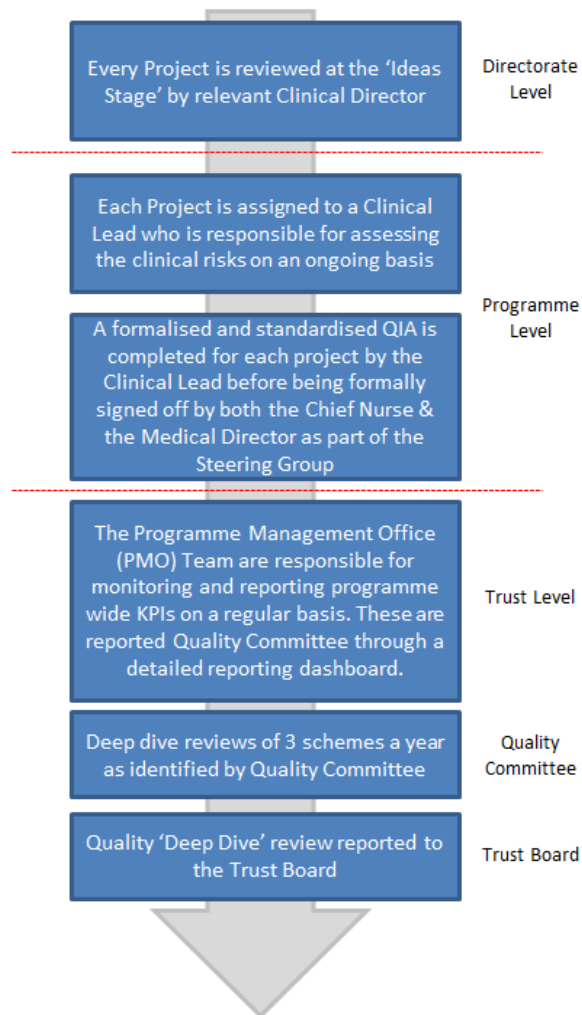 Every Project is reviewed at the ‘Ideas
Stage’ by relevant Clinical Director
Directorate
Level
Each Project is assigned to a Clinical
Lead who is responsible for assessing
the clinical risks on an ongoing basis
A formalised and standardised QIA is
completed for each project by the
Clinical Lead before being formally
signed off by both the Chief Nurse &
the Medical Director as part of the
Steering Group
Programme
Level
The Programme Management Office
(PMO) Team are responsible for
monitoring and reporting programme
wide KPIs on a regular basis. These are
reported Quality Committee through a
detailed reporting dashboard.
Trust Level
Deep dive reviews of 3 schemes a year
as identified by Quality Committee
Quality
Committee
Quality ‘Deep Dive’ review reported to
the Trust Board
Trust Board